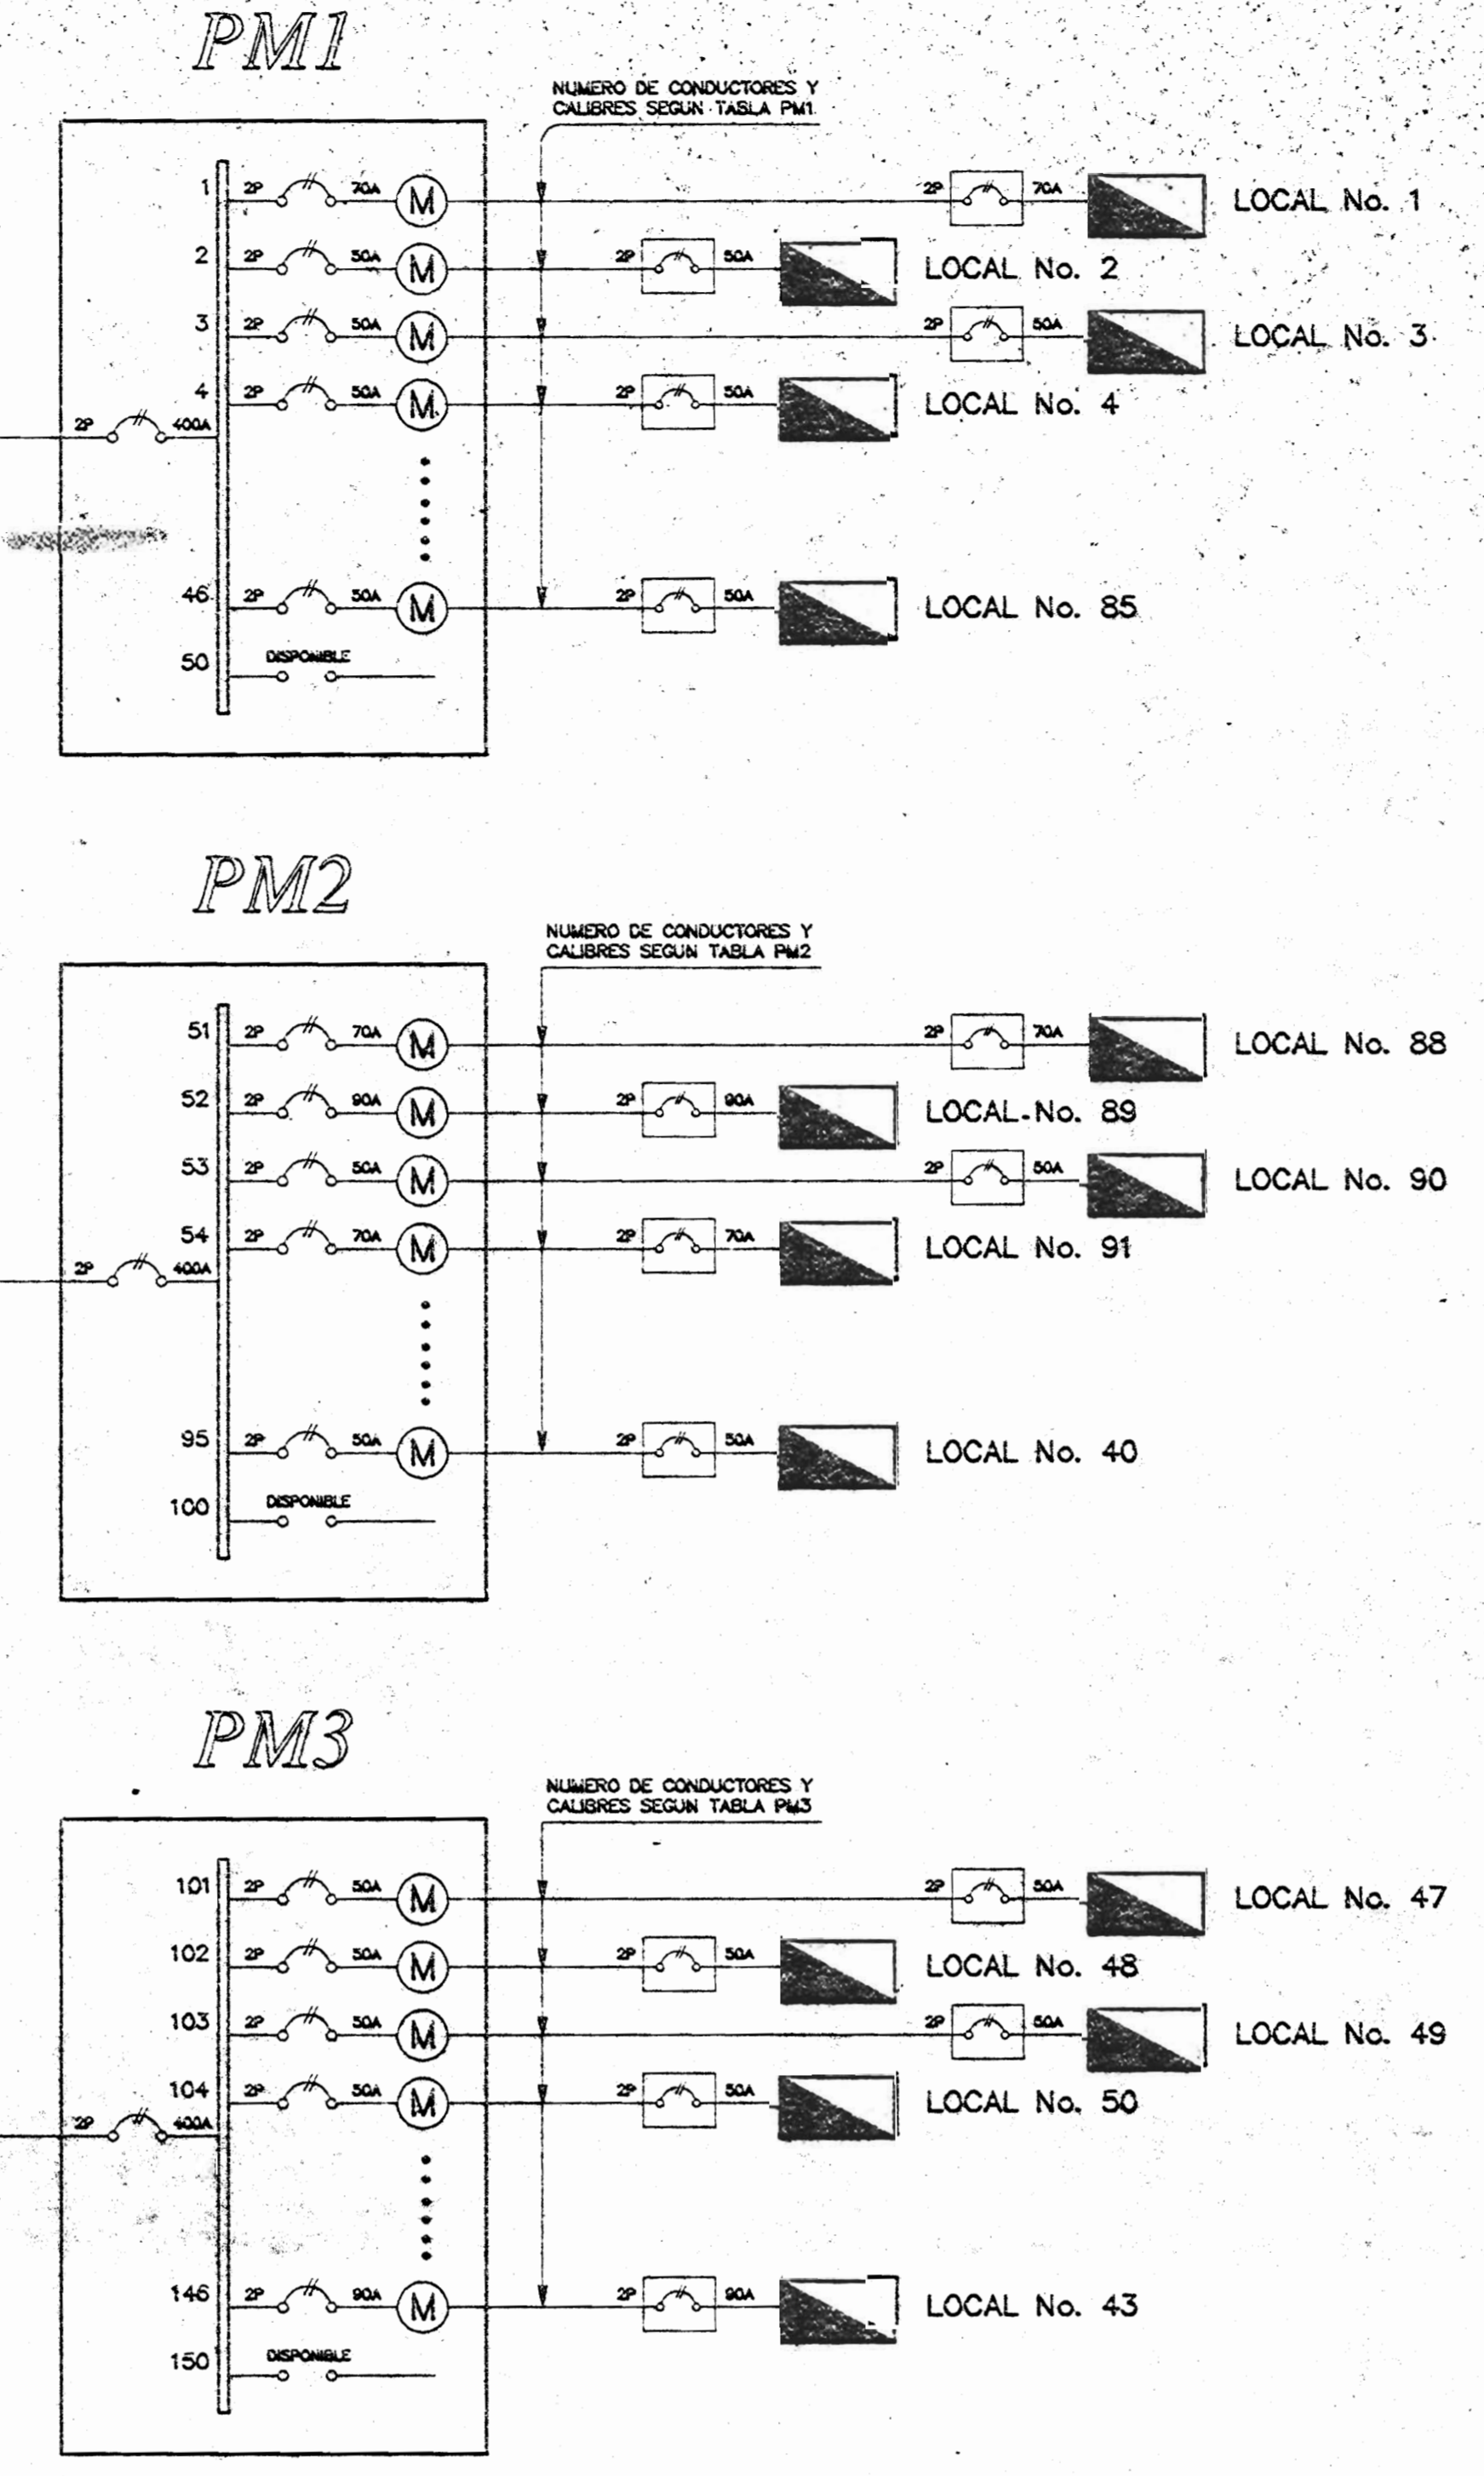 PM1
NUMERO DE CONDUCTORES Y
CALIBRES SEGUN TABLA PM1
1 2P 70A M 2P 70A LOCAL No. 1
2 2P 50A M 2P 50A LOCAL No. 2
3 2P 50A M 2P 50A LOCAL No. 3
4 2P 50A M 2P 50A LOCAL No. 4
2P 400A
46 2P 50A M 2P 50A LOCAL No. 85
50 DISPONIBLE
PM2
NUMERO DE CONDUCTORES Y
CALIBRES SEGUN TABLA PM2
51 2P 70A M 2P 70A LOCAL No. 88
52 2P 90A M 2P 90A LOCAL No. 89
53 2P 50A M 2P 50A LOCAL No. 90
54 2P 70A M 2P 70A LOCAL No. 91
2P 400A
95 2P 50A M 2P 50A LOCAL No. 40
100 DISPONIBLE
PM3
NUMERO DE CONDUCTORES Y
CALIBRES SEGUN TABLA PM3
101 2P 50A M 2P 50A LOCAL No. 47
102 2P 50A M 2P 50A LOCAL No. 48
103 2P 50A M 2P 50A LOCAL No. 49
104 2P 50A M 2P 50A LOCAL No. 50
2P 400A
146 2P 90A M 2P 90A LOCAL No. 43
150 DISPONIBLE